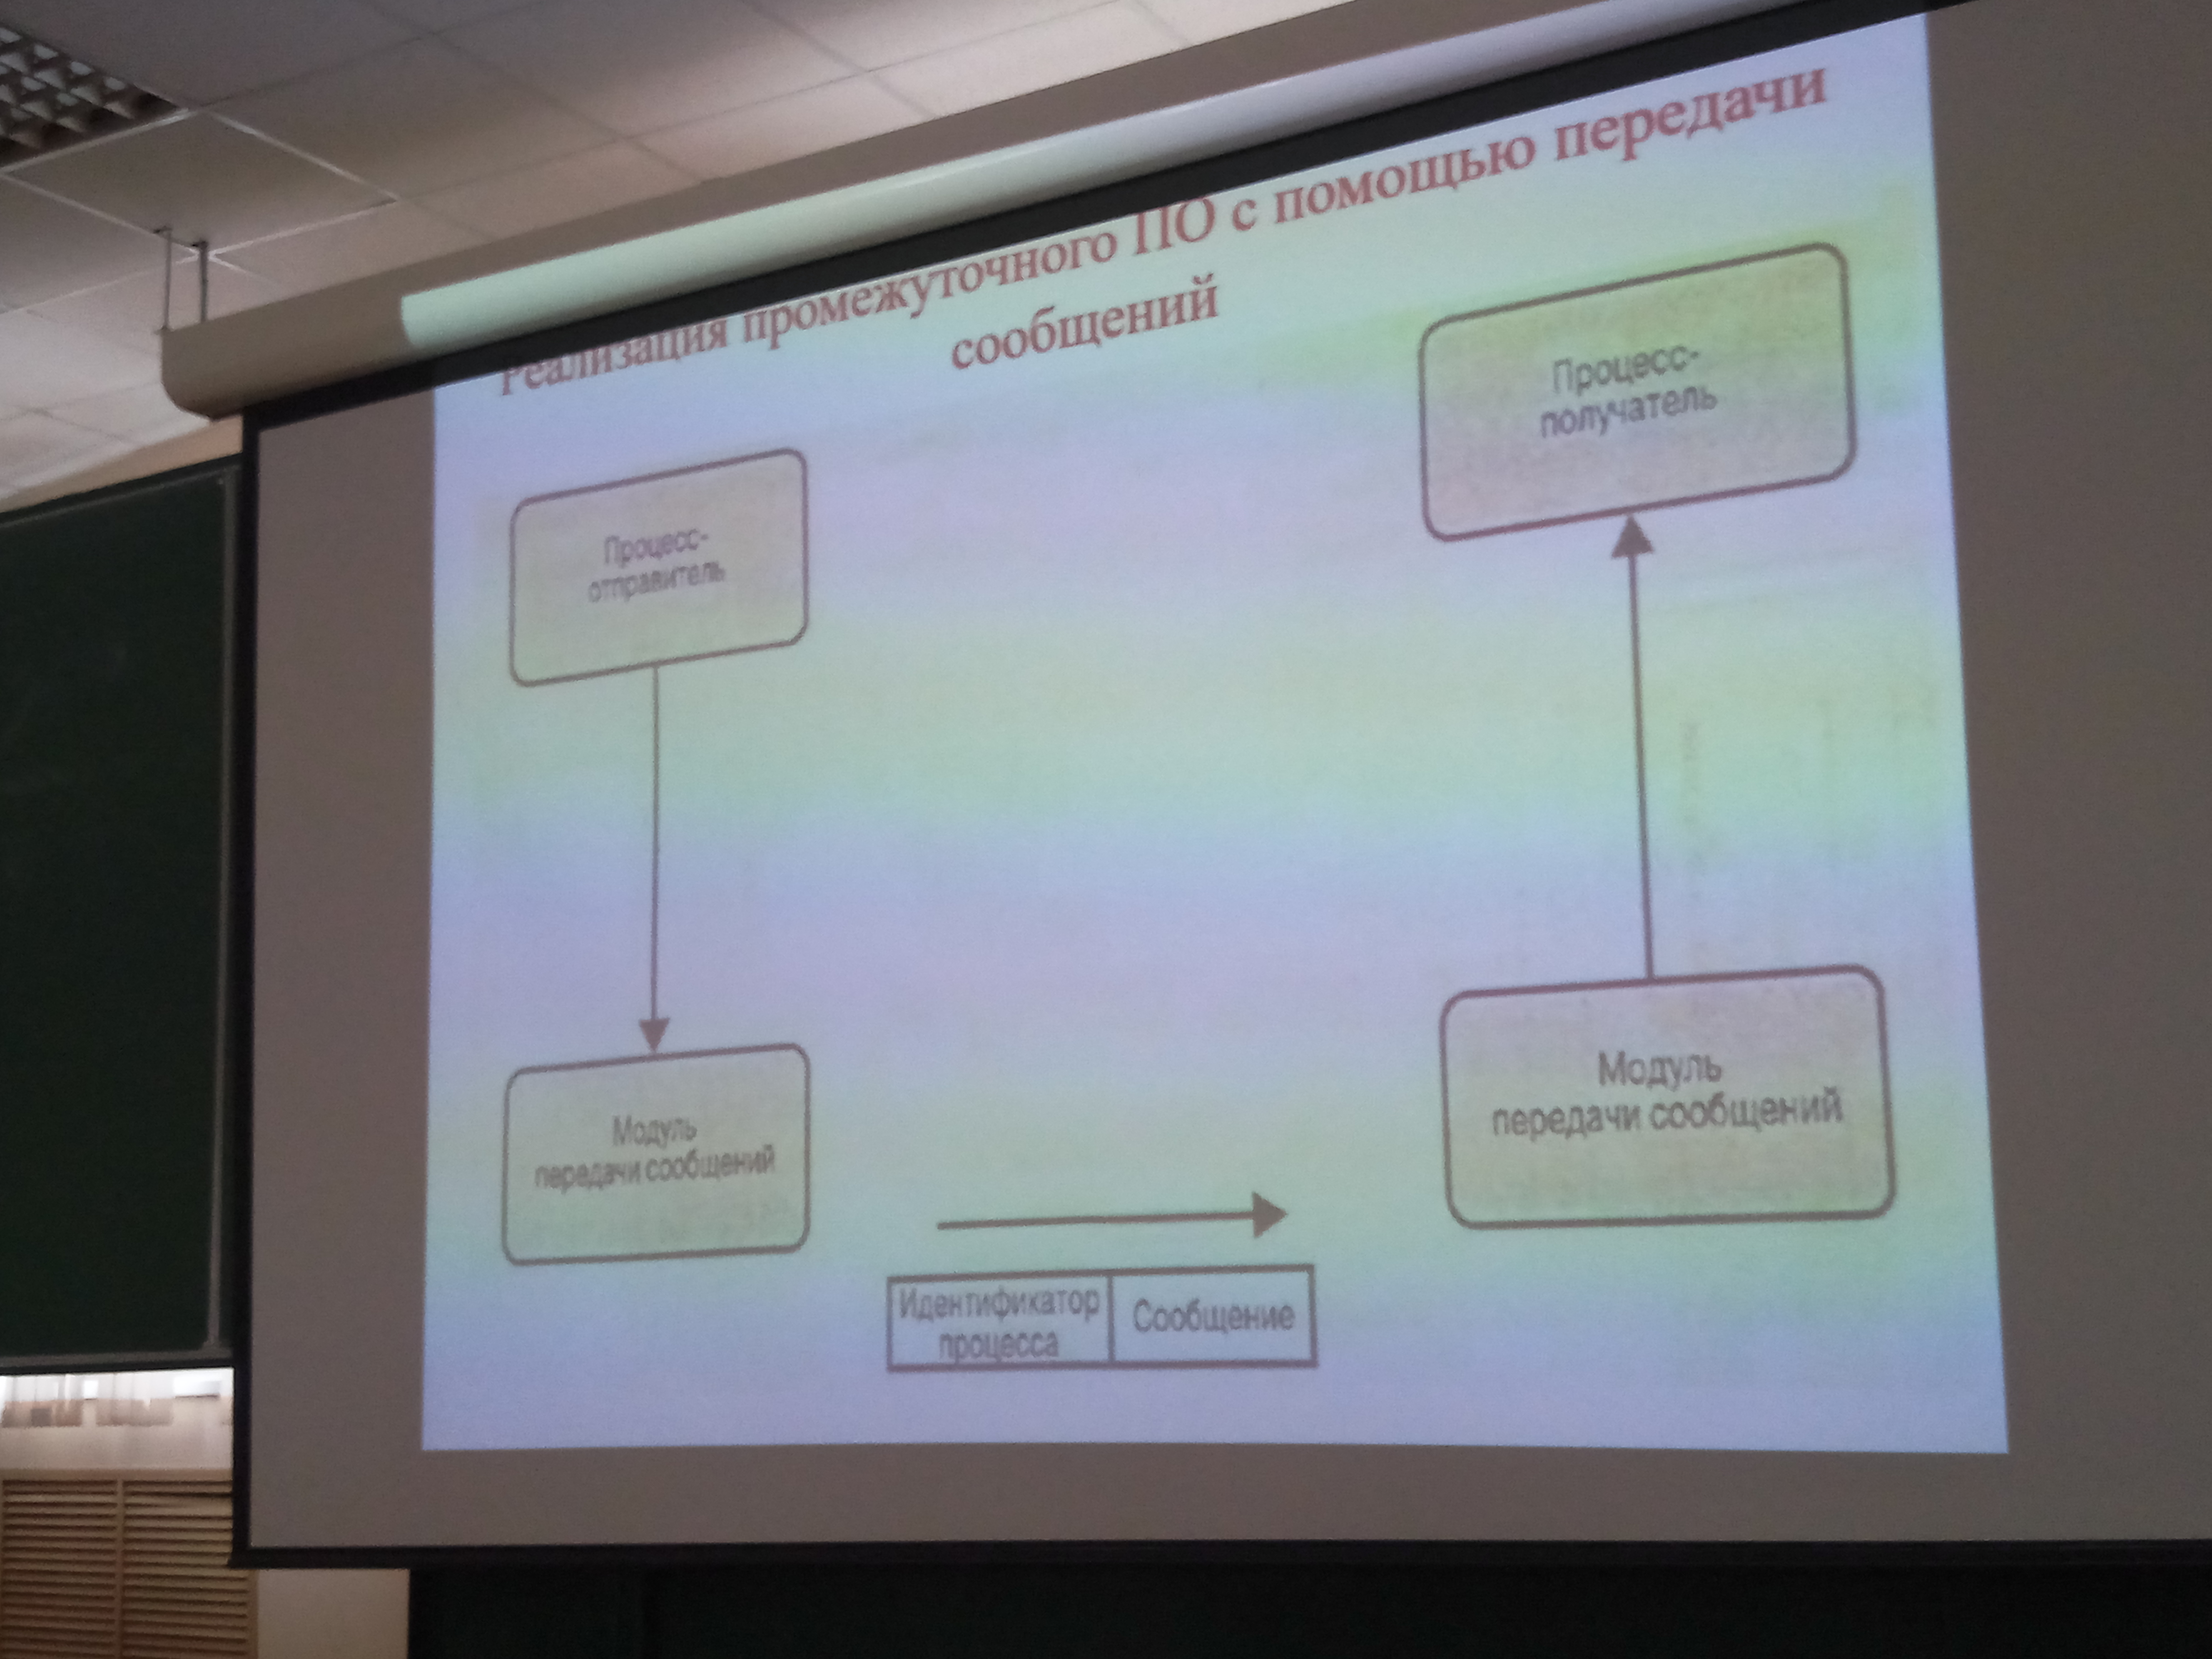 Реализация промежуточного ПО с помощью передачи
сообщений
Процесс-
отправитель
Процесс-
получатель
Модуль
передачи сообщений
Модуль
передачи сообщений
Идентификатор
процесса
Сообщение